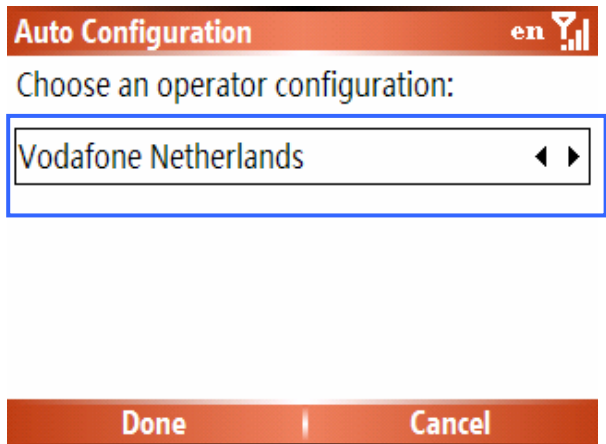 Auto Configuration en
Choose an operator configuration:
Vodafone Netherlands
Done Cancel